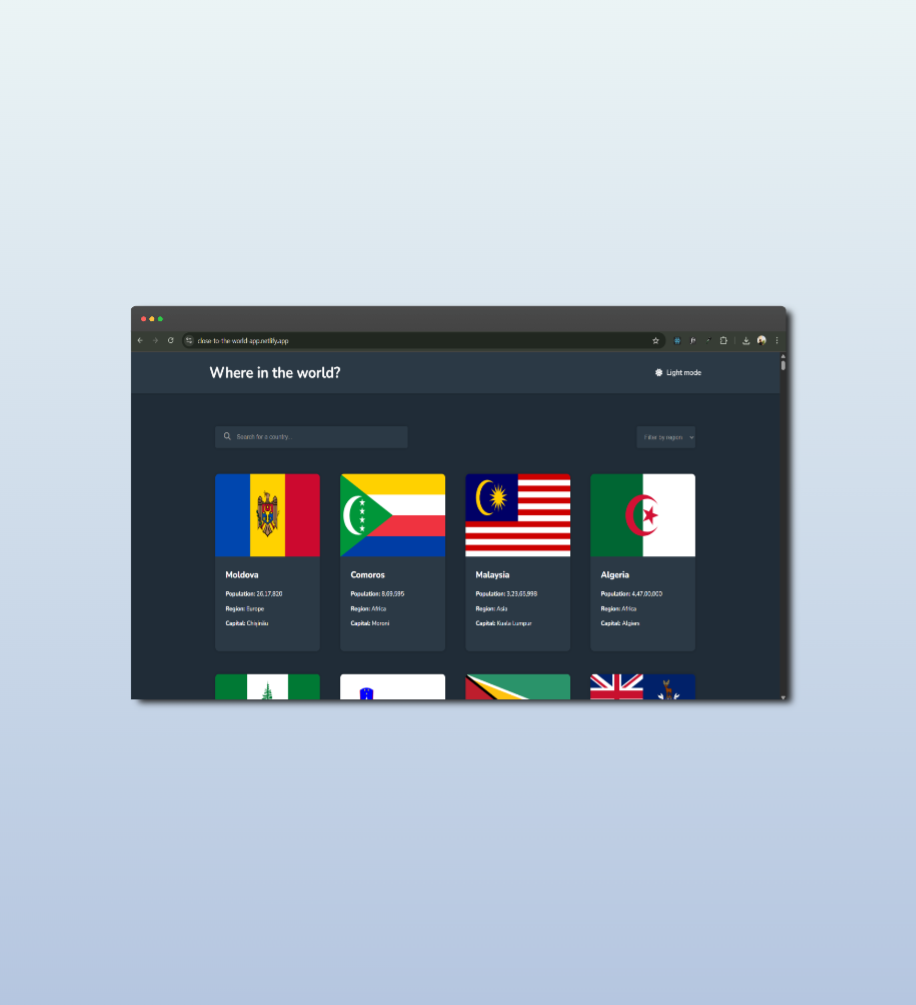 close-to-the-world-app.netlify.app
Where in the world?
Light mode
Search for a country...
Filter by region
Moldova
Population: 26,17,820
Region: Europe
Capital: Chișinău
Comoros
Population: 8,69,595
Region: Africa
Capital: Moroni
Malaysia
Population: 3,23,65,998
Region: Asia
Capital: Kuala Lumpur
Algeria
Population: 4,47,00,000
Region: Africa
Capital: Algiers